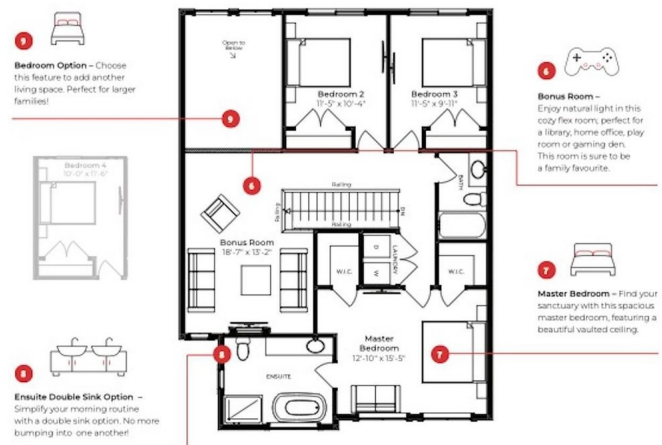 9
Bedroom Option – Choose
this feature to add another
living space. Perfect for larger
families!
Bedroom 4
10'-0" x 11'-6"
8
Ensuite Double Sink Option –
Simplify your morning routine
with a double sink option. No more
bumping into one another!
Open to
Below
9
Bedroom 2
11'-5" x 10'-4"
Bedroom 3
11'-5" x 9'-11"
6
BATH
Railing
Railing
Railing
DN
Bonus Room
18'-7" x 13'-2"
W.I.C.
D
W
LAUNDRY
W.I.C.
Master
Bedroom
12'-10" x 15'-5"
7
8
ENSUITE
6
Bonus Room –
Enjoy natural light in this
cozy flex room, perfect for
a library, home office, play
room or gaming den.
This room is sure to be
a family favourite.
7
Master Bedroom – Find your
sanctuary with this spacious
master bedroom, featuring a
beautiful vaulted ceiling.